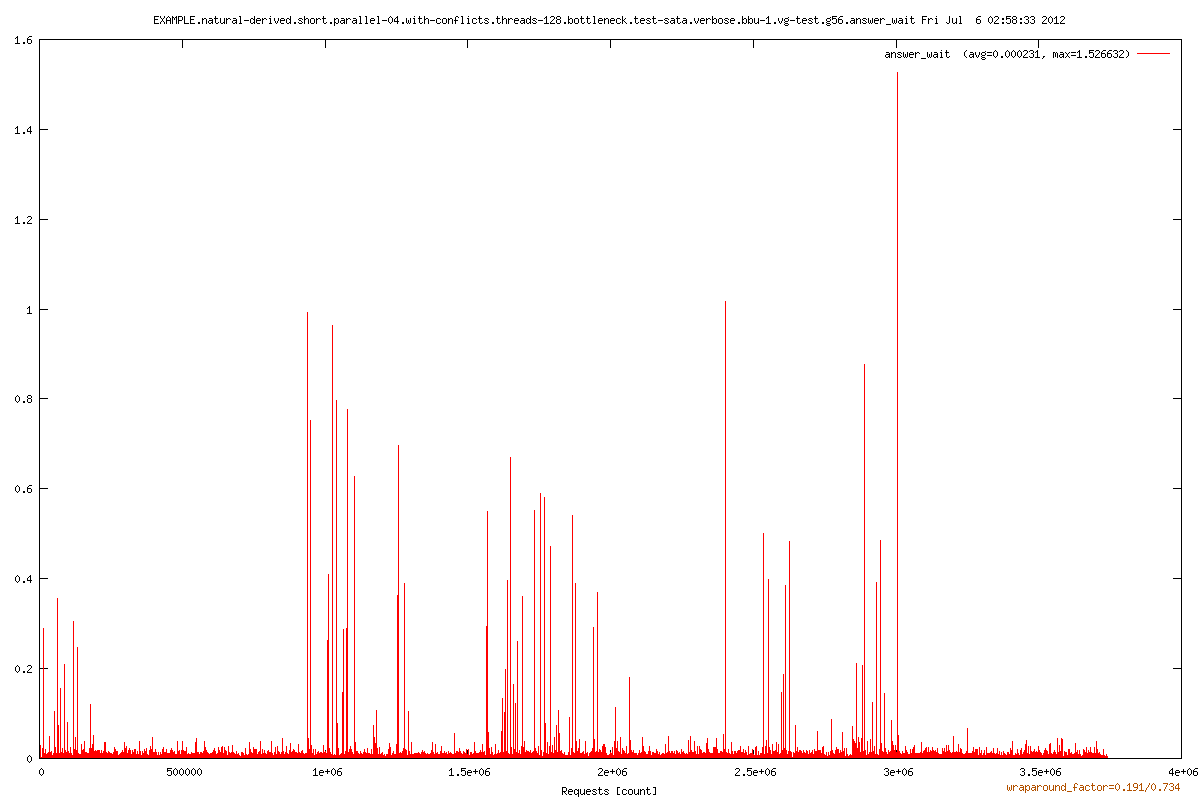 EXAMPLE.natural-derived.short.parallel-04.with-conflicts.threads-128.bottleneck.test-sata.verbose.bbu-1.vg-test.g56.answer_wait Fri Jul  6 02:58:33 2012
answer_wait  (avg=0.000231, max=1.526632)
1.6
1.4
1.2
1
0.8
0.6
0.4
0.2
0
0 500000 1e+06 1.5e+06 2e+06 2.5e+06 3e+06 3.5e+06 4e+06
Requests [count]
wraparound_factor=0.191/0.734